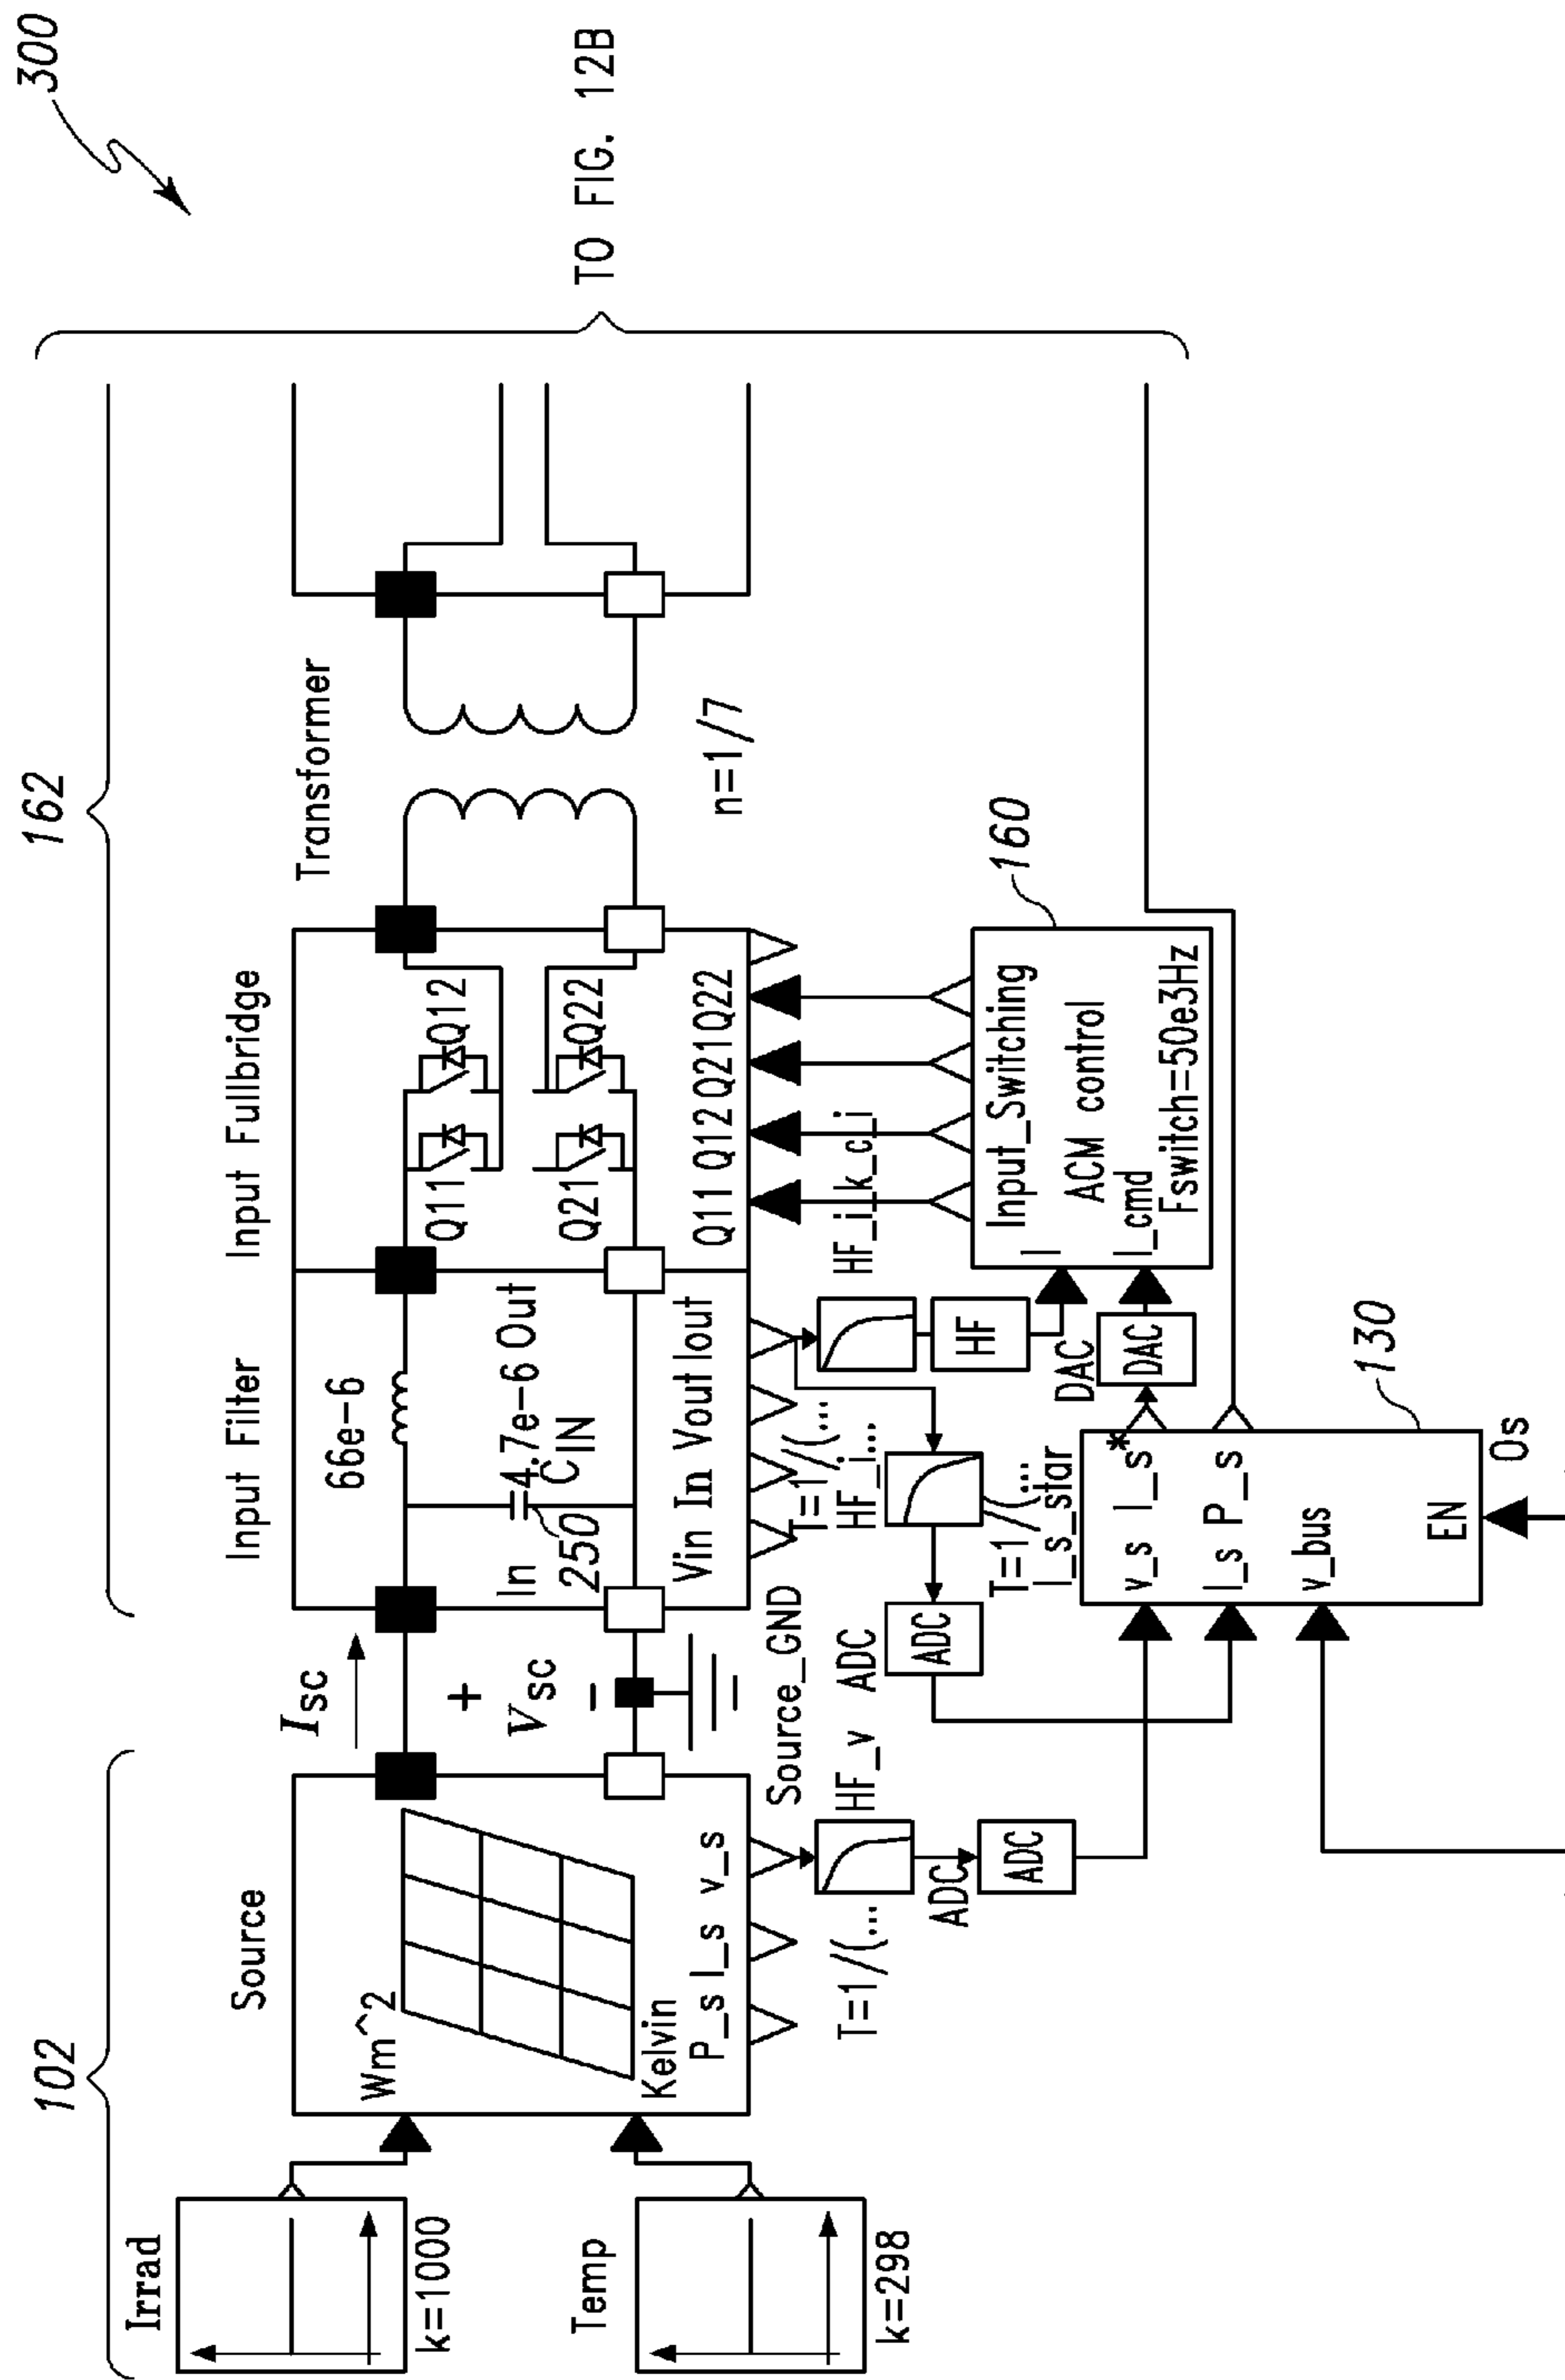 300
162
102
TO FIG. 12B
Irrad
k=1000
Temp
k=298
Source
Wm^2
Kelvin
P_s I_s v_s
Isc
+
Vsc
-
Source_GND
Input Filter
66e-6
4.7e-6
C IN
In
Out
250
Vin In Vout Iout
Input Fullbridge
Q11
Q12
Q21
Q22
Q11 Q12 Q21 Q22
Transformer
n=1/7
T=1/(...
HF_v
ADC
ADC
ADC
ADC
T=1/(...
HF_i...
T=1/(...
I_s_star
HF
HF_i_lk_c_i
DAC
DAC
Input_Switching
I
ACM control
I_cmd
Fswitch=50e3Hz
160
v_s I_s*
I_s P_s
v_bus
EN
130
0s